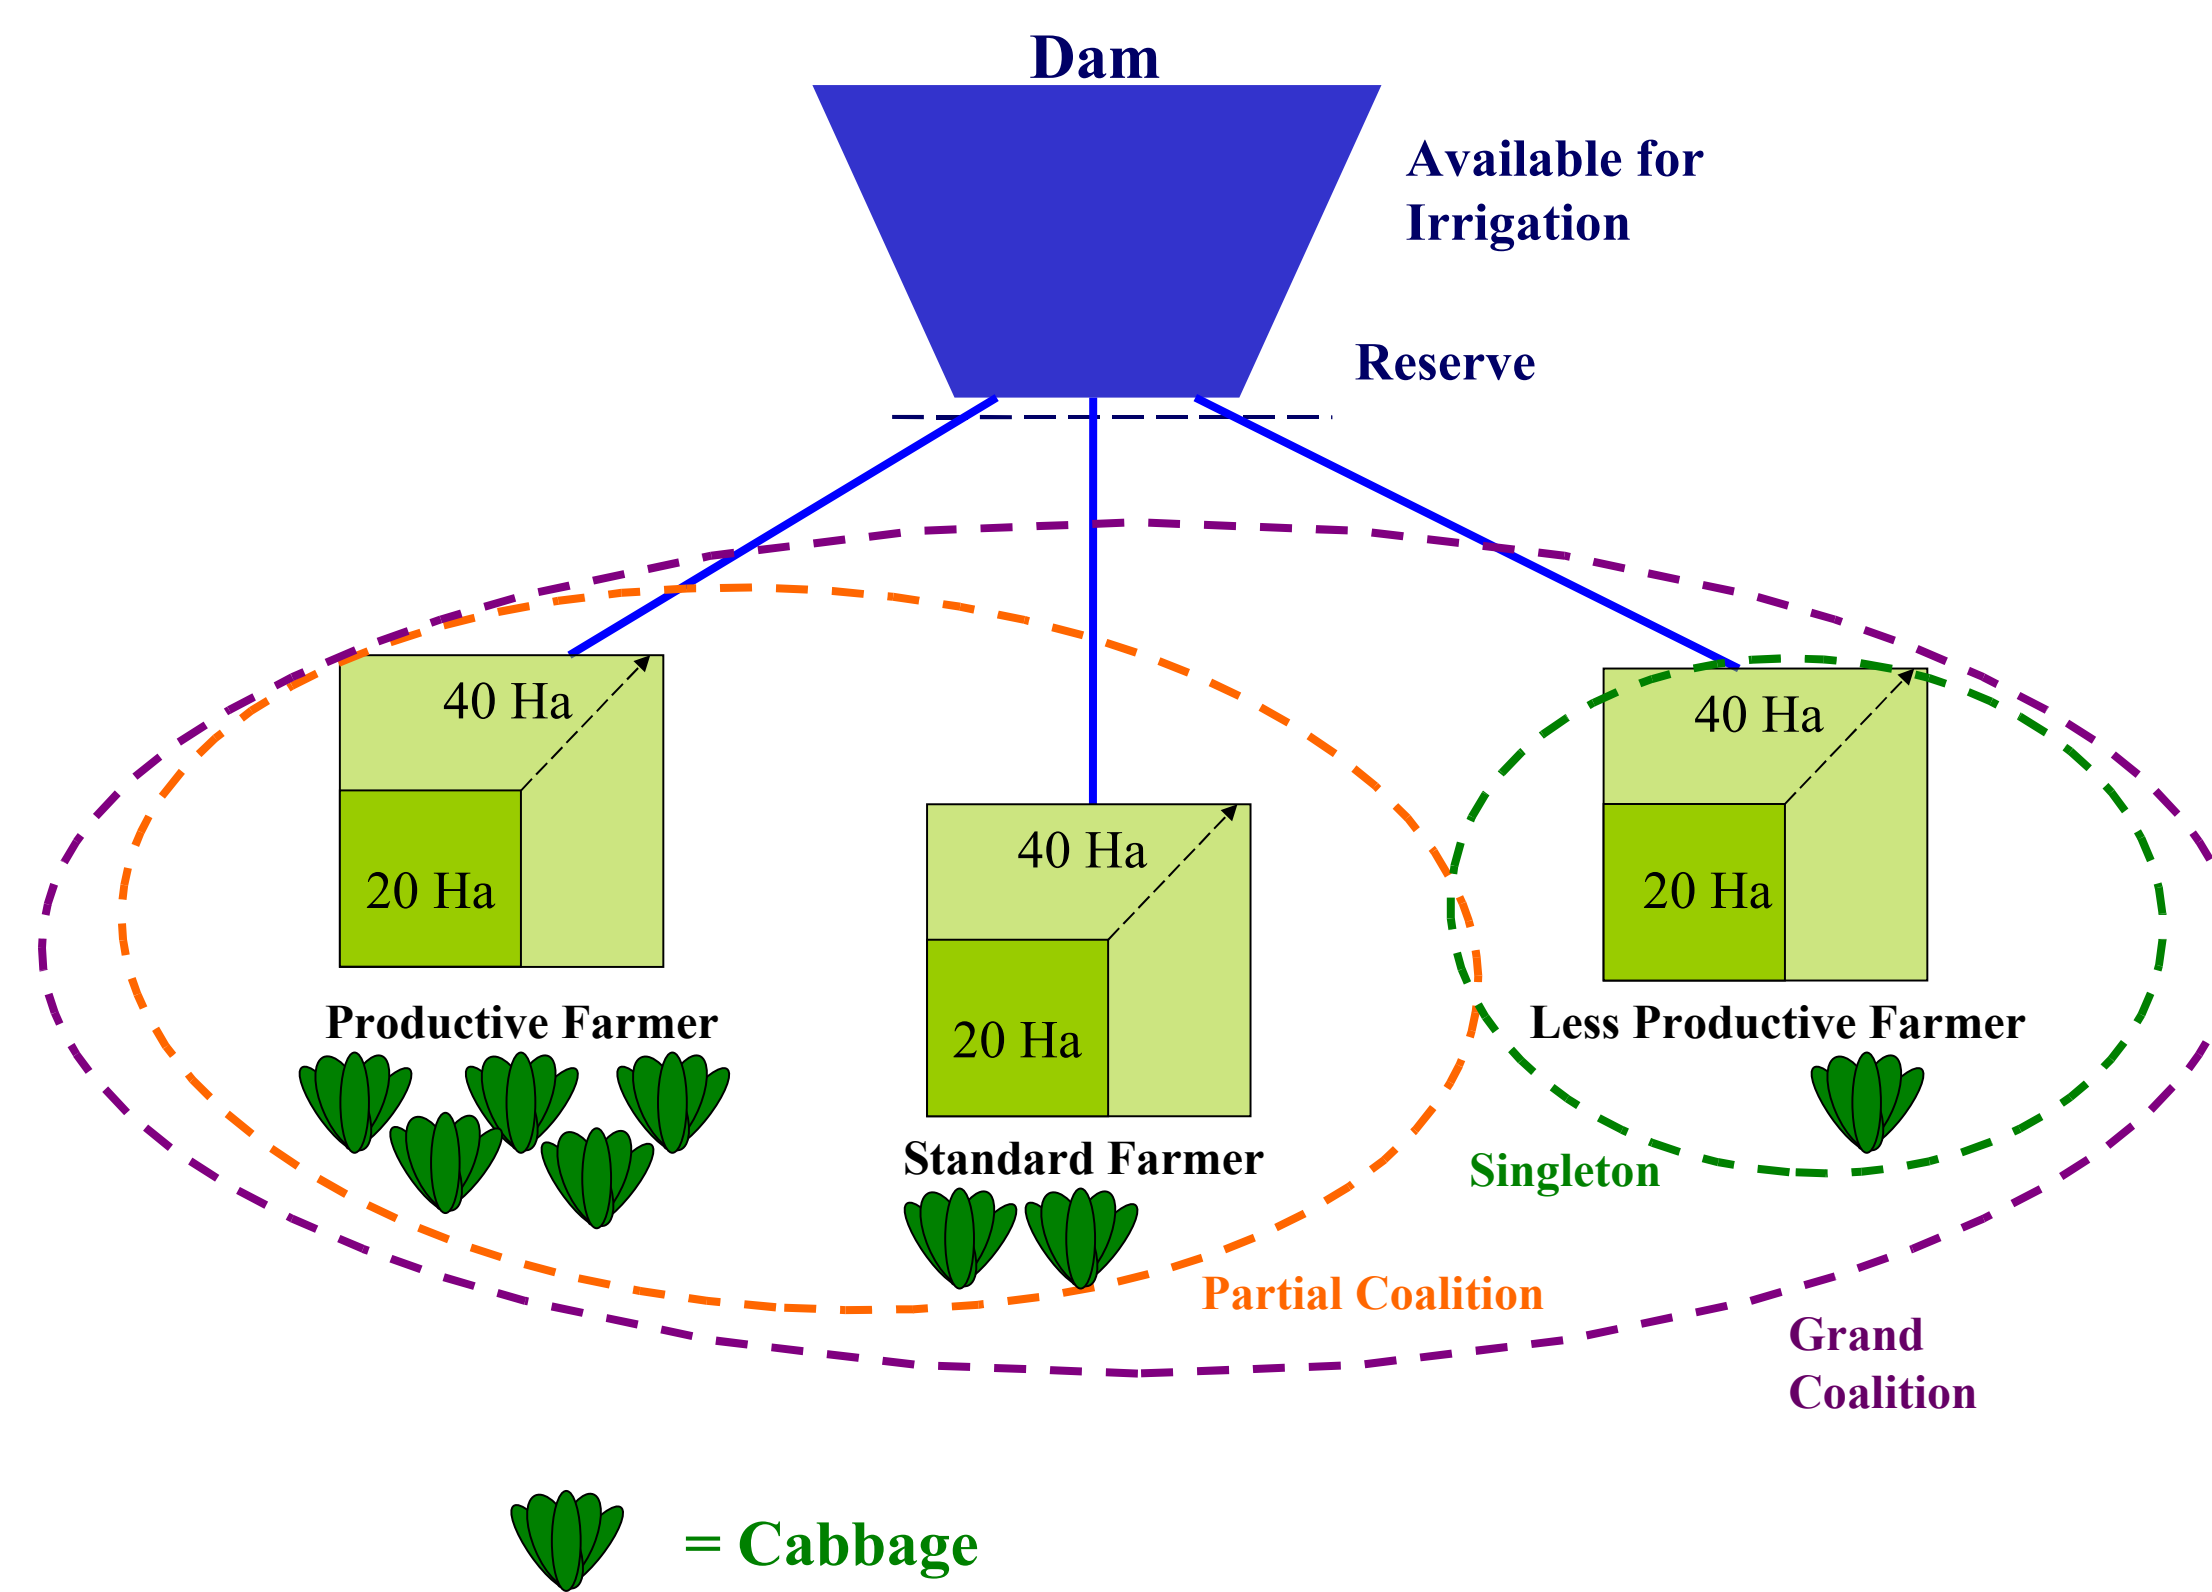 Dam
Available for
Irrigation
Reserve
40 Ha
20 Ha
Productive Farmer
40 Ha
20 Ha
Standard Farmer
40 Ha
20 Ha
Less Productive Farmer
Singleton
Partial Coalition
Grand
Coalition
= Cabbage